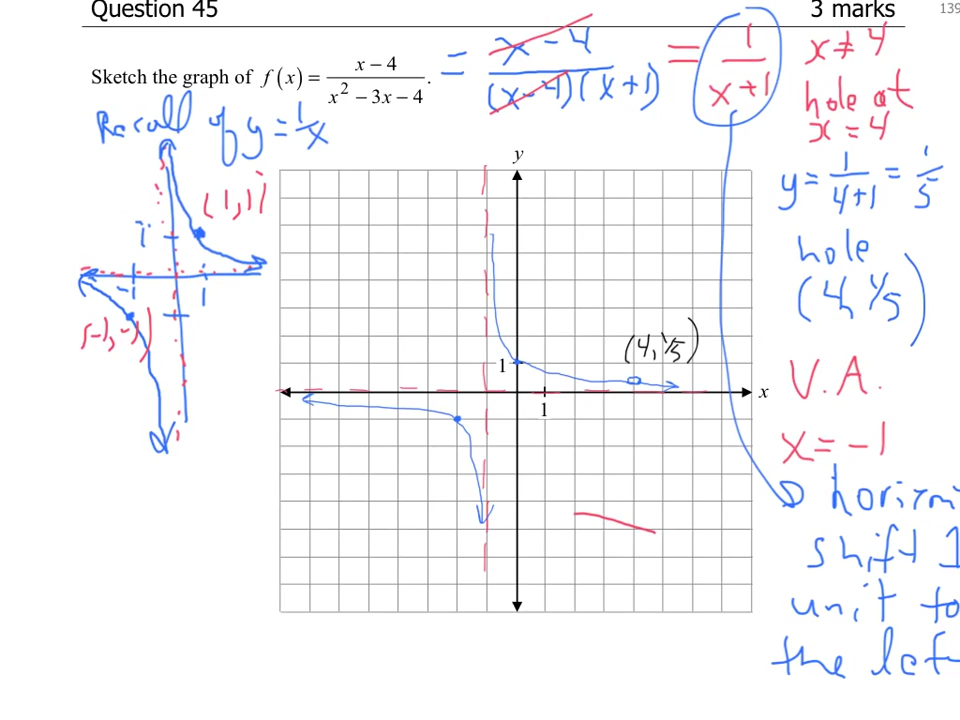 Question 45 3 marks 139
Sketch the graph of f(x) = (x − 4)/(x² − 3x − 4). = (x − 4)/((x − 4)(x + 1)) = 1/(x + 1)
x ≠ 4
hole at
x = 4
Recall of y = 1/x
(1, 1)
1
-1 1
(-1, -1)
y = 1/(4+1) = 1/5
hole
(4, 1/5)
y
(4, 1/5)
1
x
1
V.A.
x = -1
shift 1
unit to
the left